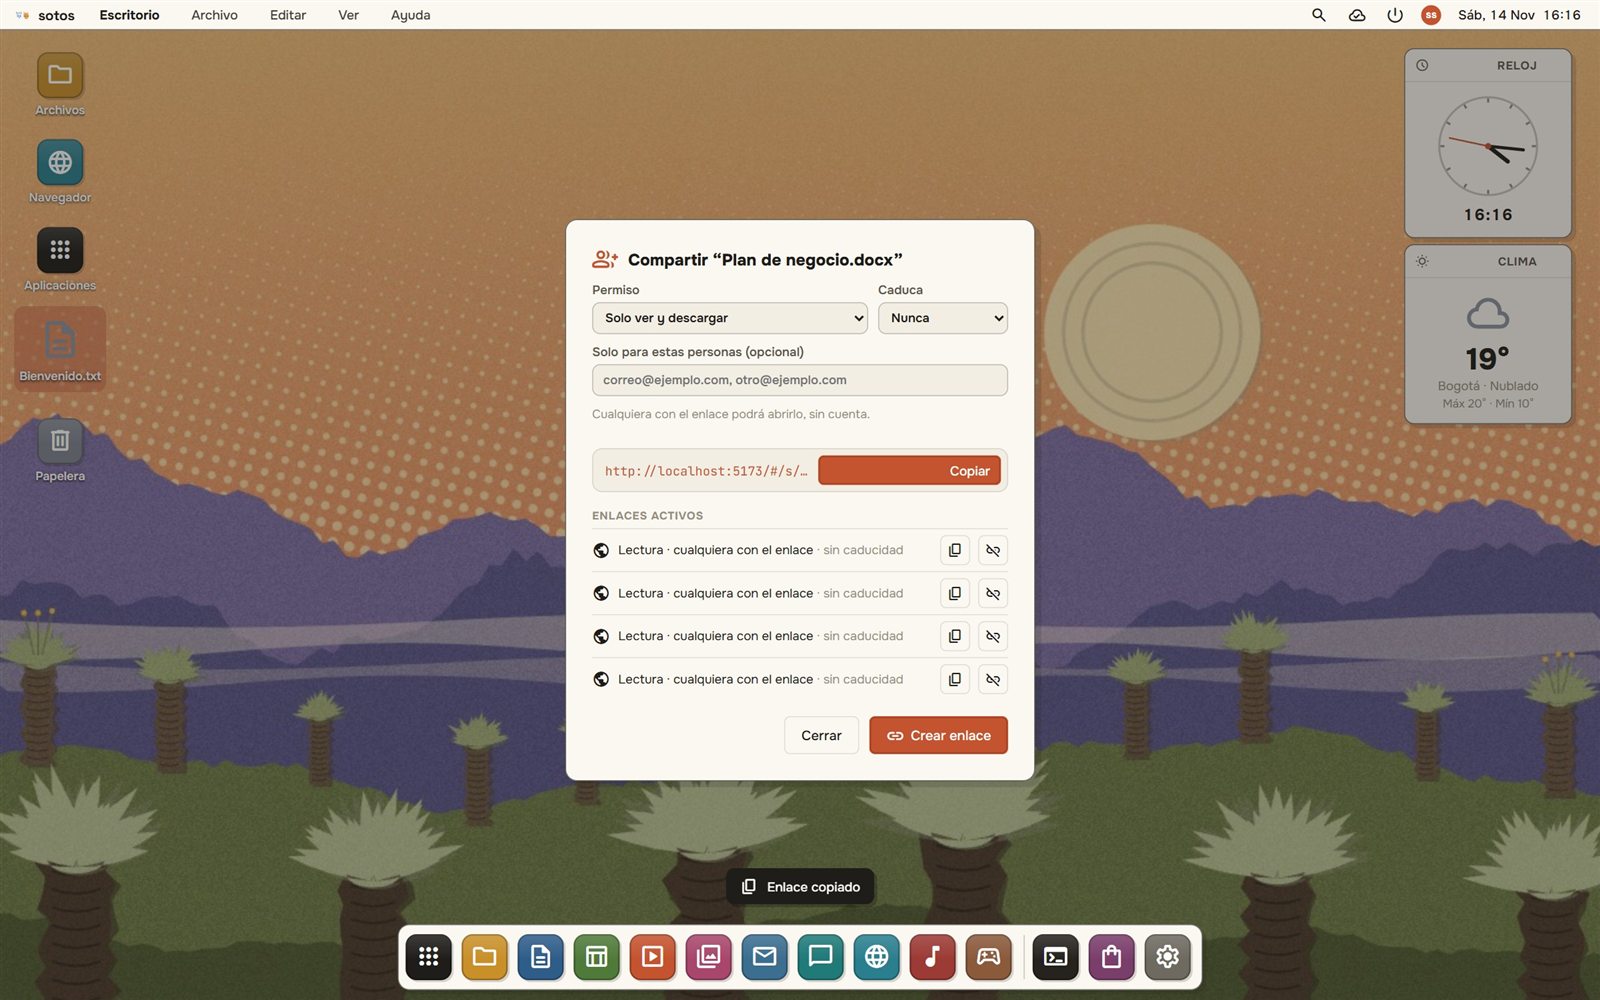 sotos Escritorio Archivo Editar Ver Ayuda
ss Sáb, 14 Nov 16:16
Archivos
Navegador
Aplicaciones
Bienvenido.txt
Papelera
RELOJ
16:16
CLIMA
19°
Bogotá · Nublado
Máx 20° · Mín 10°
Compartir “Plan de negocio.docx”
Permiso Caduca
Solo ver y descargar Nunca
Solo para estas personas (opcional)
correo@ejemplo.com, otro@ejemplo.com
Cualquiera con el enlace podrá abrirlo, sin cuenta.
http://localhost:5173/#/s/… Copiar
ENLACES ACTIVOS
Lectura · cualquiera con el enlace · sin caducidad
Lectura · cualquiera con el enlace · sin caducidad
Lectura · cualquiera con el enlace · sin caducidad
Lectura · cualquiera con el enlace · sin caducidad
Cerrar Crear enlace
Enlace copiado